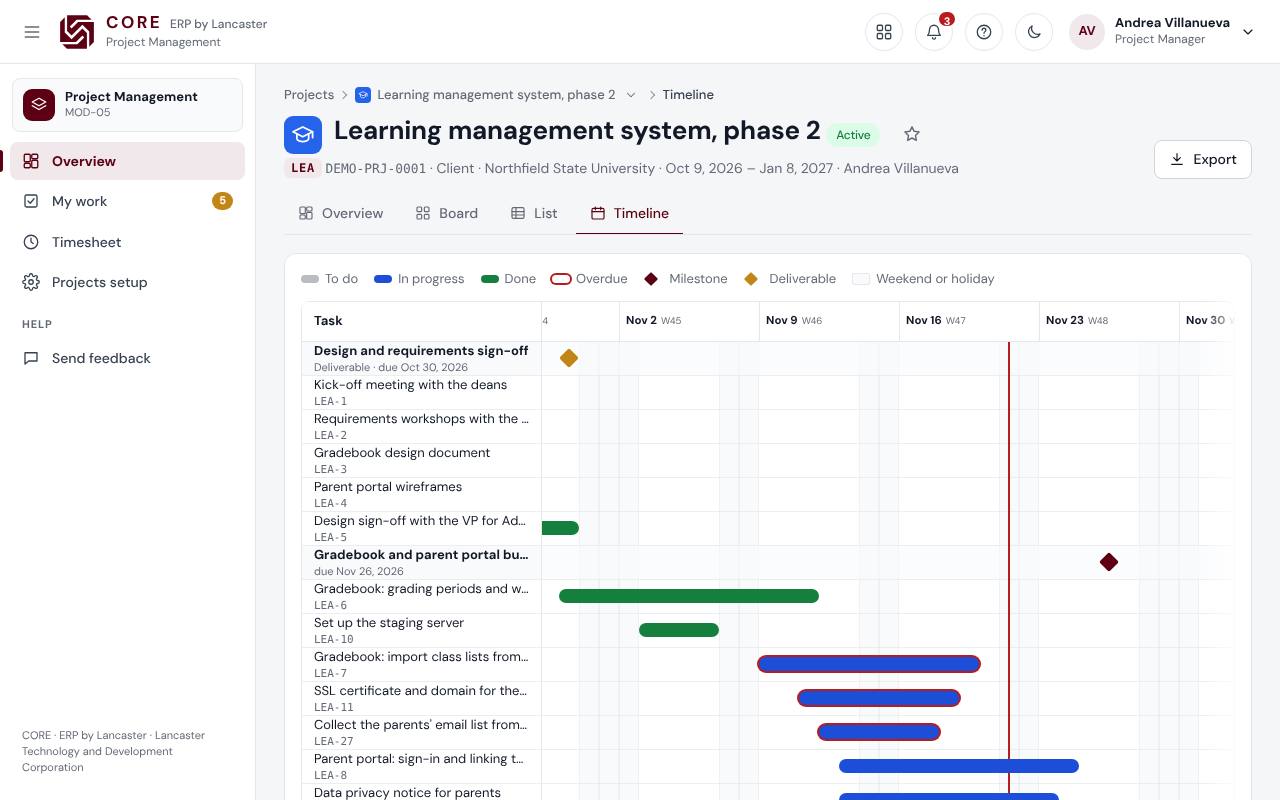 CORE ERP by Lancaster
Project Management
3
AV
Andrea Villanueva
Project Manager
Project Management
MOD-05
Overview
My work 5
Timesheet
Projects setup
HELP
Send feedback
CORE · ERP by Lancaster · Lancaster
Technology and Development
Corporation
Projects Learning management system, phase 2 Timeline
Learning management system, phase 2 Active
LEA DEMO-PRJ-0001 · Client · Northfield State University · Oct 9, 2026 – Jan 8, 2027 · Andrea Villanueva
Export
Overview Board List Timeline
To do In progress Done Overdue Milestone Deliverable Weekend or holiday
Task 4 Nov 2 W45 Nov 9 W46 Nov 16 W47 Nov 23 W48 Nov 30 W
Design and requirements sign-off
Deliverable · due Oct 30, 2026
Kick-off meeting with the deans
LEA-1
Requirements workshops with the …
LEA-2
Gradebook design document
LEA-3
Parent portal wireframes
LEA-4
Design sign-off with the VP for Ad…
LEA-5
Gradebook and parent portal bu…
due Nov 26, 2026
Gradebook: grading periods and w…
LEA-6
Set up the staging server
LEA-10
Gradebook: import class lists from…
LEA-7
SSL certificate and domain for the…
LEA-11
Collect the parents' email list from…
LEA-27
Parent portal: sign-in and linking t…
LEA-8
Data privacy notice for parents